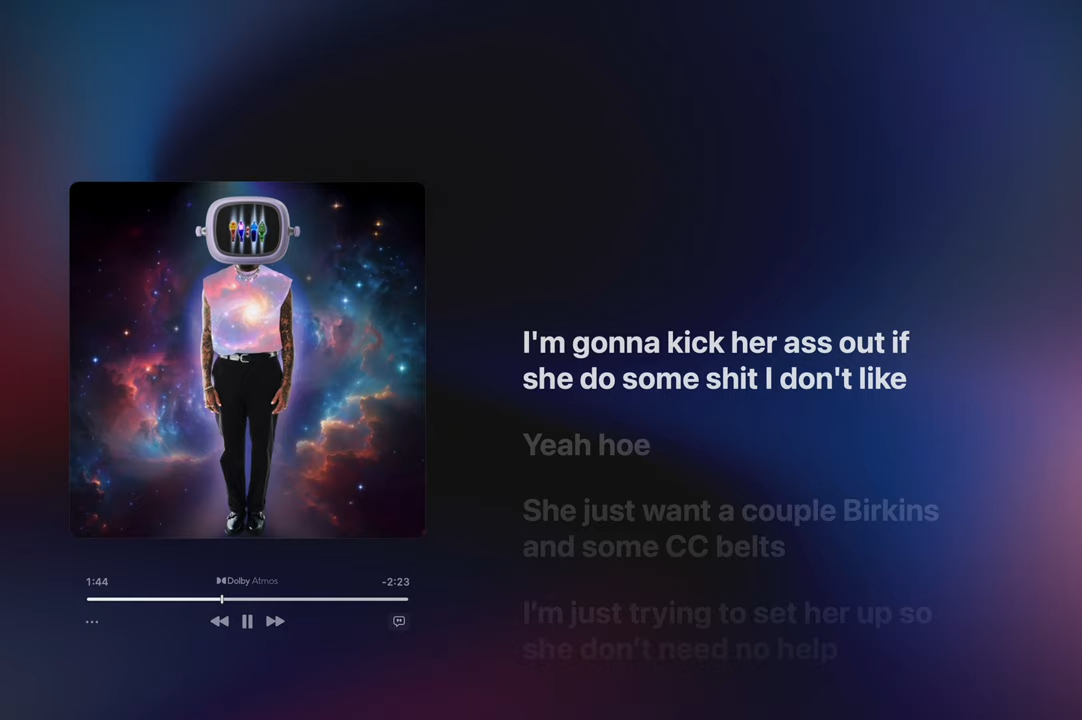 I'm gonna kick her ass out if
she do some shit I don't like
Yeah hoe
She just want a couple Birkins
and some CC belts
I'm just trying to set her up so
she don't need no help
1:44
Dolby Atmos
-2:23